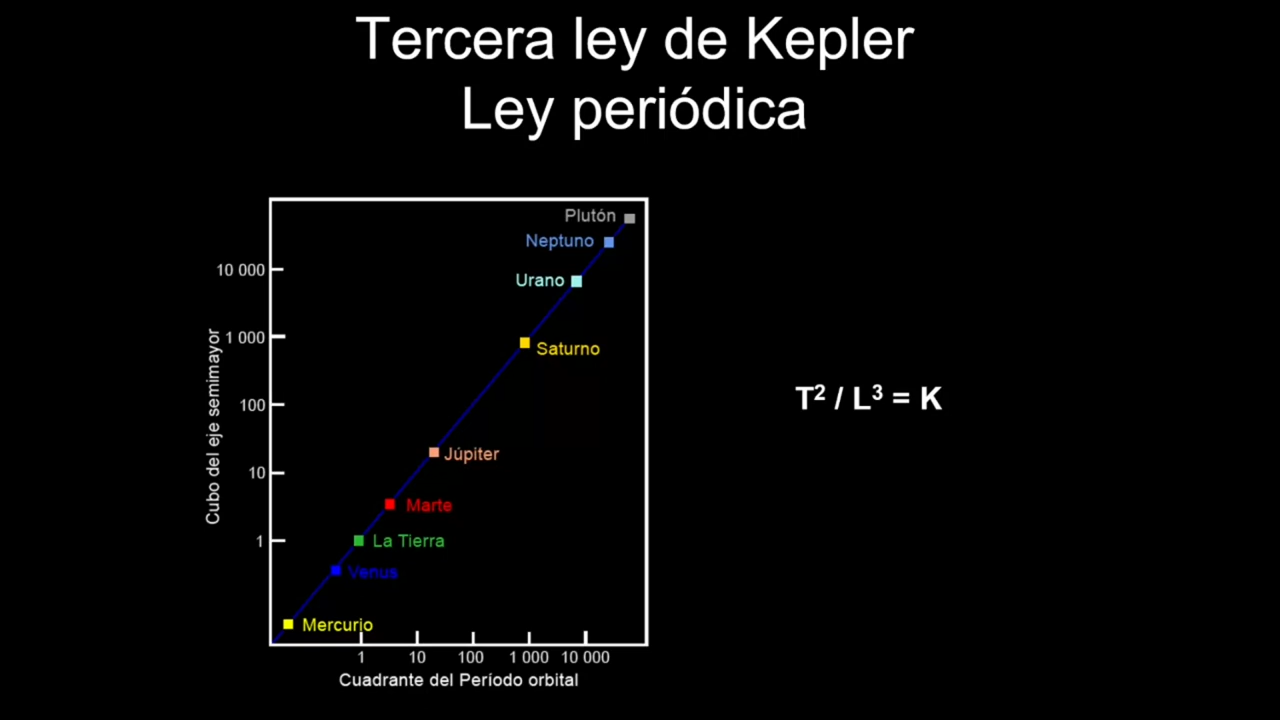 Tercera ley de Kepler
Ley periódica
Plutón
Neptuno
Urano
Saturno
Júpiter
Marte
La Tierra
Venus
Mercurio
10 000
1 000
100
10
1
Cubo del eje semimayor
1 10 100 1 000 10 000
Cuadrante del Período orbital
T² / L³ = K